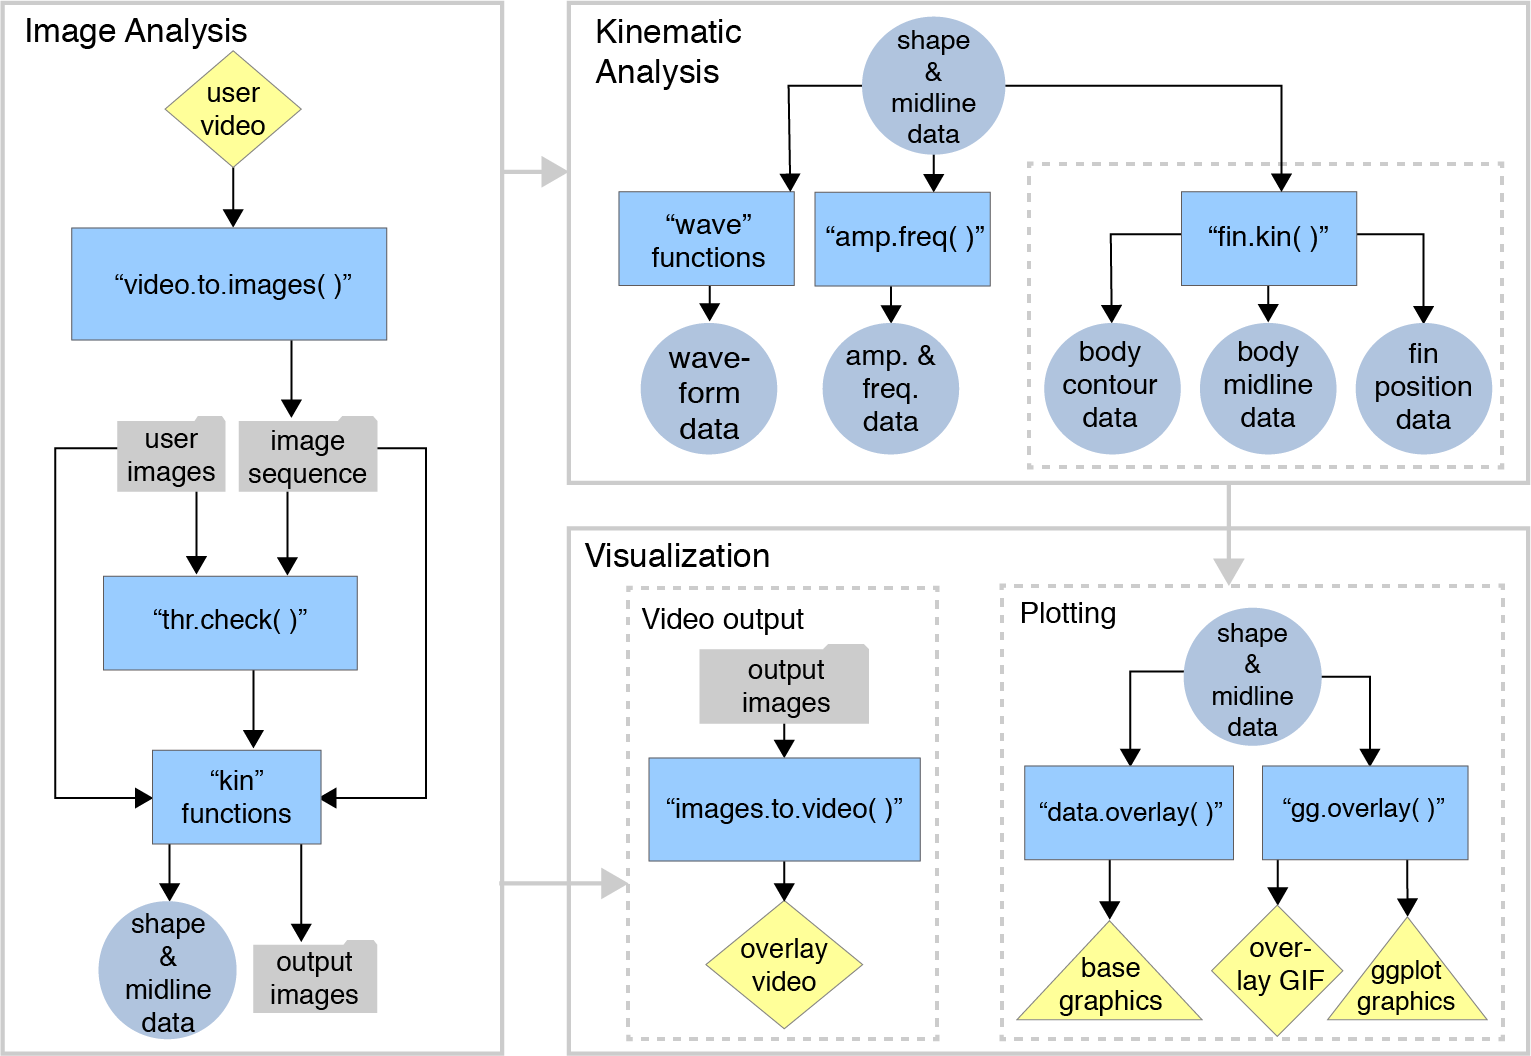 Image Analysis
user
video
“video.to.images( )”
user
images
image
sequence
“thr.check( )”
“kin”
functions
shape
&
midline
data
output
images
Kinematic
Analysis
shape
&
midline
data
“wave”
functions
“amp.freq( )”
“fin.kin( )”
wave-
form
data
amp. &
freq.
data
body
contour
data
body
midline
data
fin
position
data
Visualization
Video output
output
images
“images.to.video( )”
overlay
video
Plotting
shape
&
midline
data
“data.overlay( )”
“gg.overlay( )”
base
graphics
over-
lay GIF
ggplot
graphics